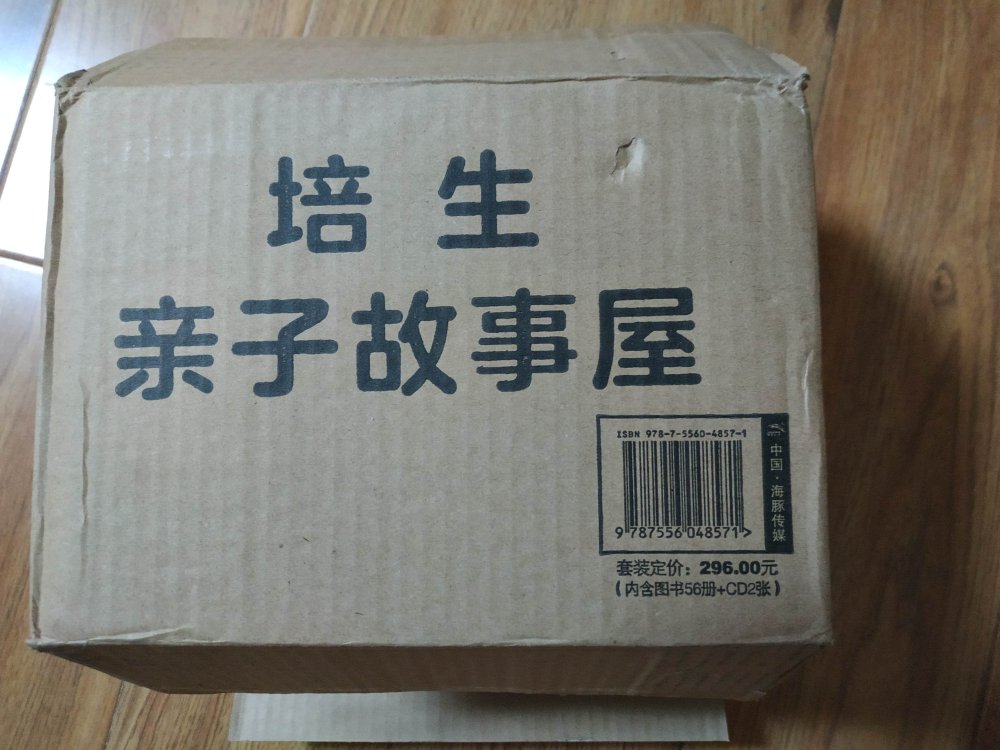 培生
亲子故事屋
ISBN 978-7-5560-4857-1
中国·海豚传媒
9 787556 048571 >
套装定价：296.00元
（内含图书56册+CD2张）